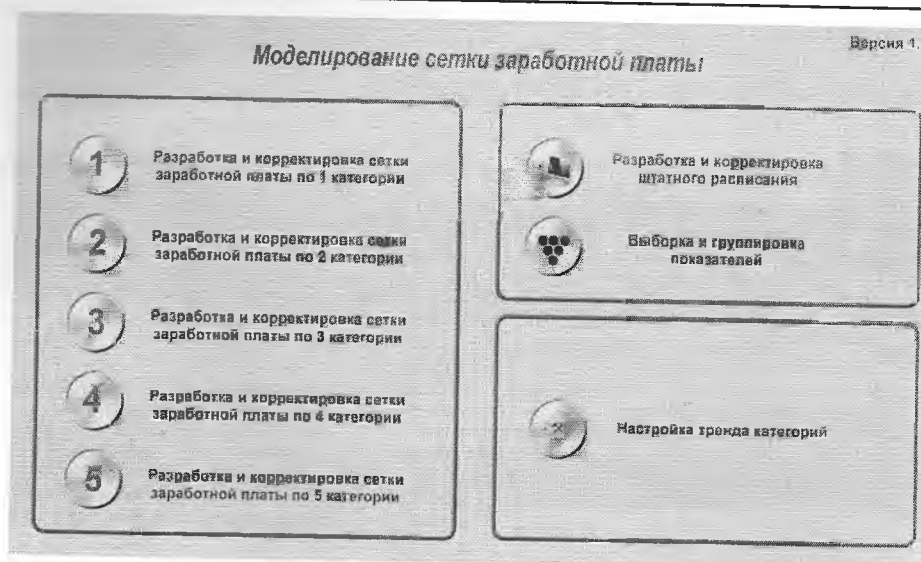 Версия 1.
Моделирование сетки заработной платы
1
Разработка и корректировка сетки
заработной платы по 1 категории
2
Разработка и корректировка сетки
заработной платы по 2 категории
3
Разработка и корректировка сетки
заработной платы по 3 категории
4
Разработка и корректировка сетки
заработной платы по 4 категории
5
Разработка и корректировка сетки
заработной платы по 5 категории
Разработка и корректировка
штатного расписания
Выборка и группировка
показателей
Настройка тренда категорий